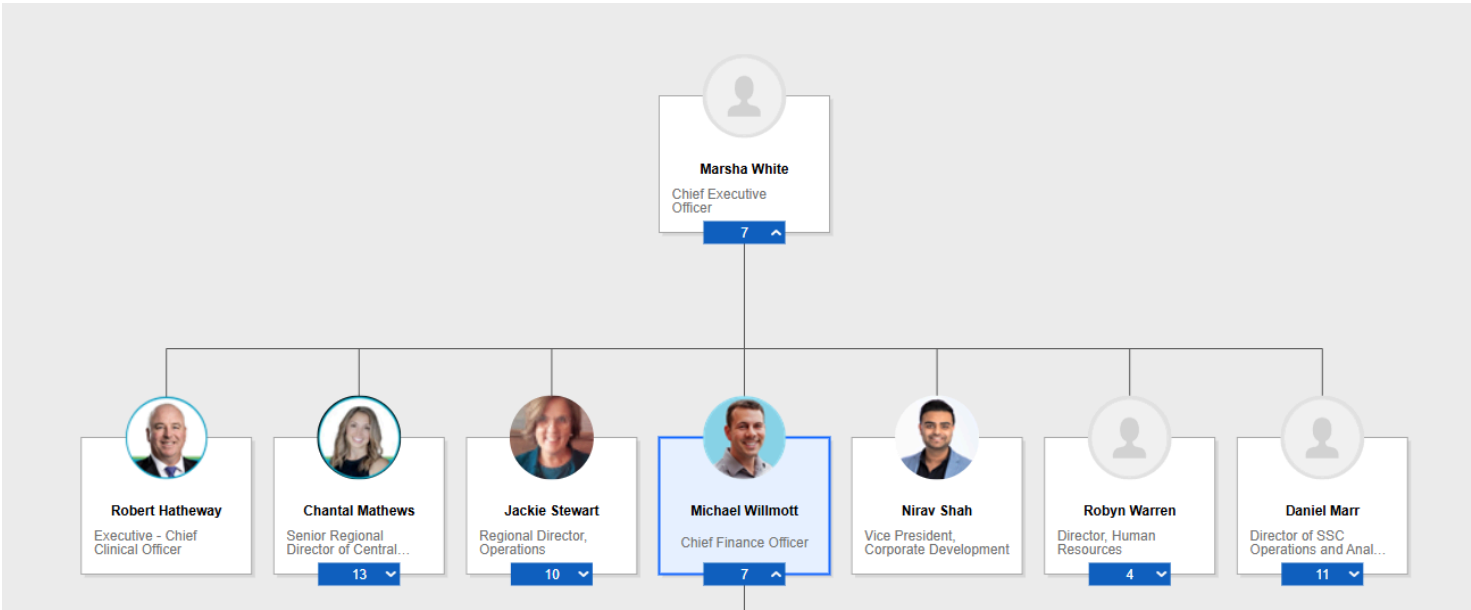 Marsha White
Chief Executive
Officer
7
Robert Hatheway
Executive - Chief
Clinical Officer
Chantal Mathews
Senior Regional
Director of Central...
13
Jackie Stewart
Regional Director,
Operations
10
Michael Willmott
Chief Finance Officer
7
Nirav Shah
Vice President,
Corporate Development
Robyn Warren
Director, Human
Resources
4
Daniel Marr
Director of SSC
Operations and Anal...
11